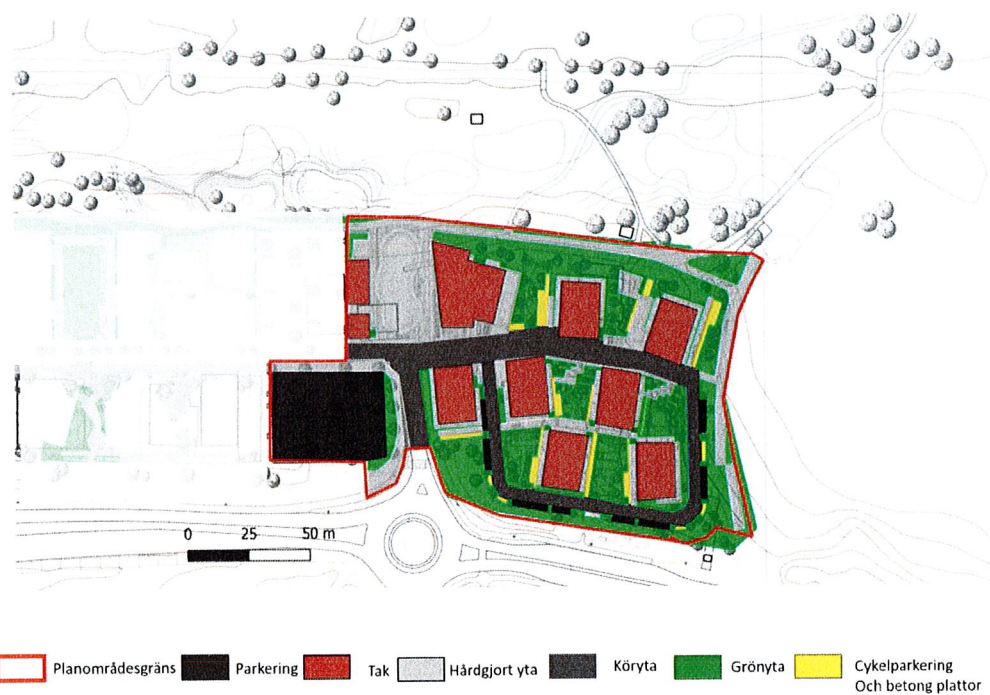 0 25 50 m
Planområdesgräns Parkering Tak Hårdgjort yta Köryta Grönyta Cykelparkering
Och betong plattor